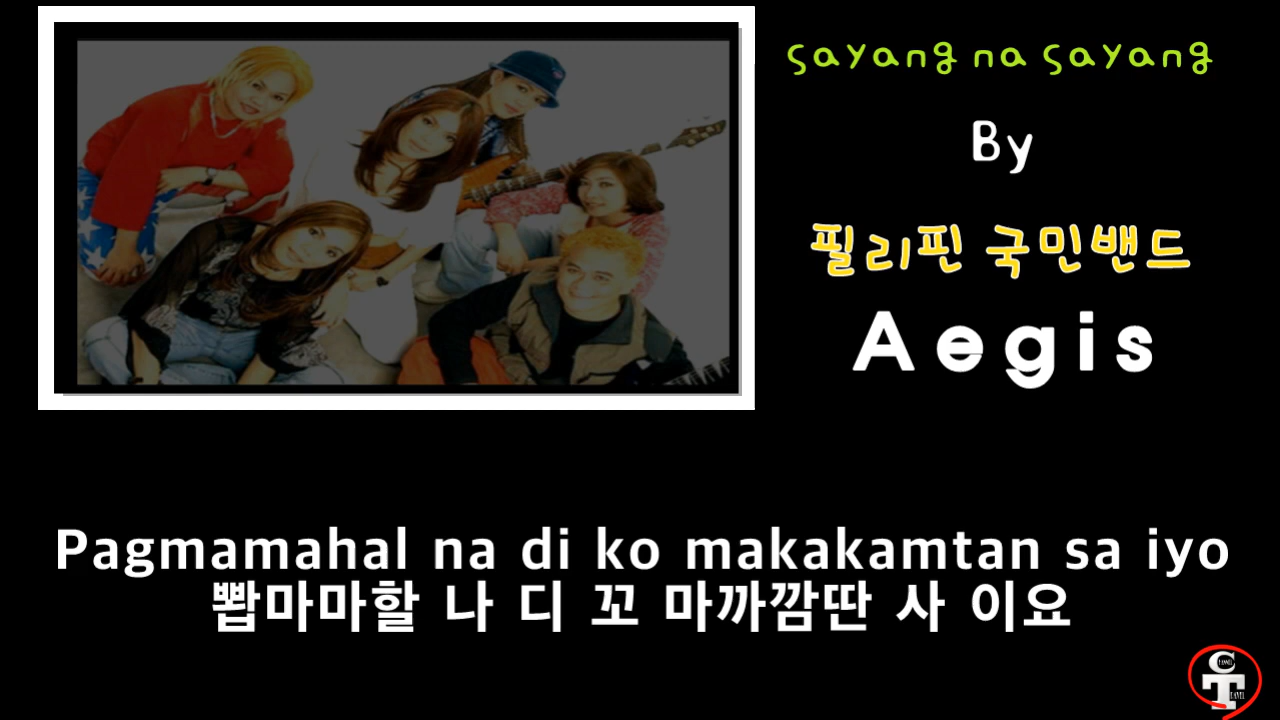 sayang na sayang
By
필리핀 국민밴드
Aegis
Pagmamahal na di ko makakamtan sa iyo
빱마마할 나 디 꼬 마까깜딴 사 이요
CT